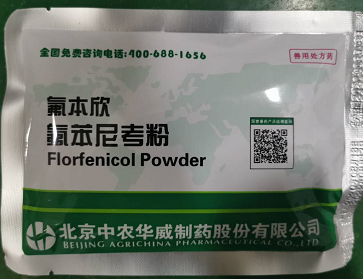 全国免费咨询电话:400-688-1656
兽用处方药
氟本欣
氟苯尼考粉
Florfenicol Powder
北京中农华威制药股份有限公司
BEIJING AGRICHINA PHARMACEUTICAL CO.,LTD.